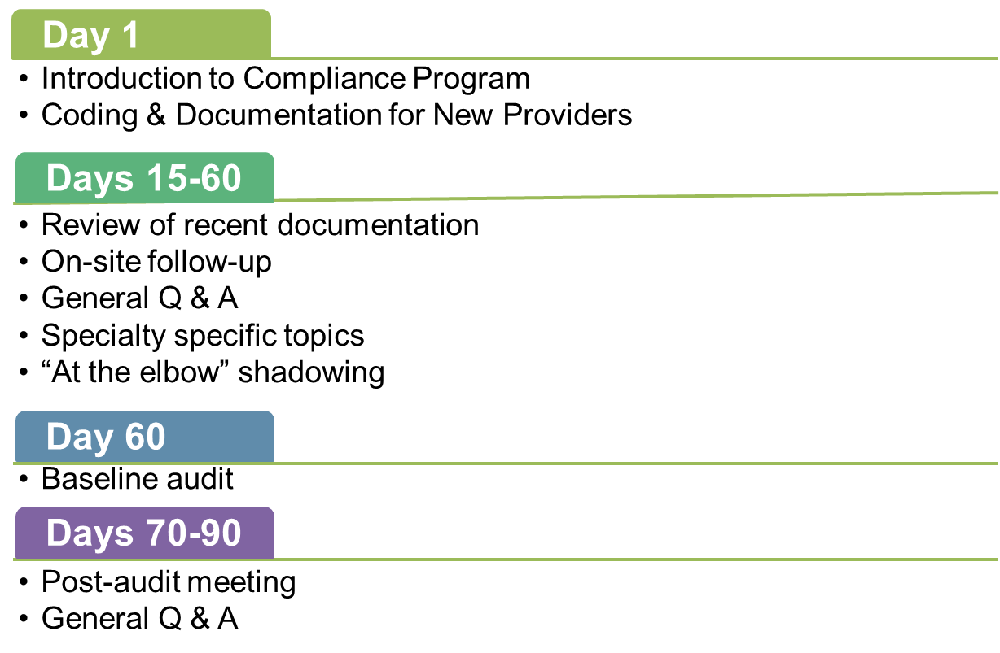 Day 1
• Introduction to Compliance Program
• Coding & Documentation for New Providers
Days 15-60
• Review of recent documentation
• On-site follow-up
• General Q & A
• Specialty specific topics
• “At the elbow” shadowing
Day 60
• Baseline audit
Days 70-90
• Post-audit meeting
• General Q & A